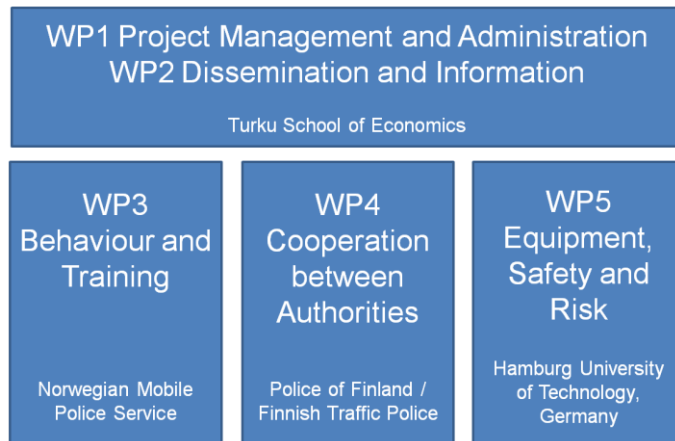 WP1 Project Management and Administration
WP2 Dissemination and Information
Turku School of Economics
WP3
Behaviour and
Training
Norwegian Mobile
Police Service
WP4
Cooperation
between
Authorities
Police of Finland /
Finnish Traffic Police
WP5
Equipment,
Safety and
Risk
Hamburg University
of Technology,
Germany